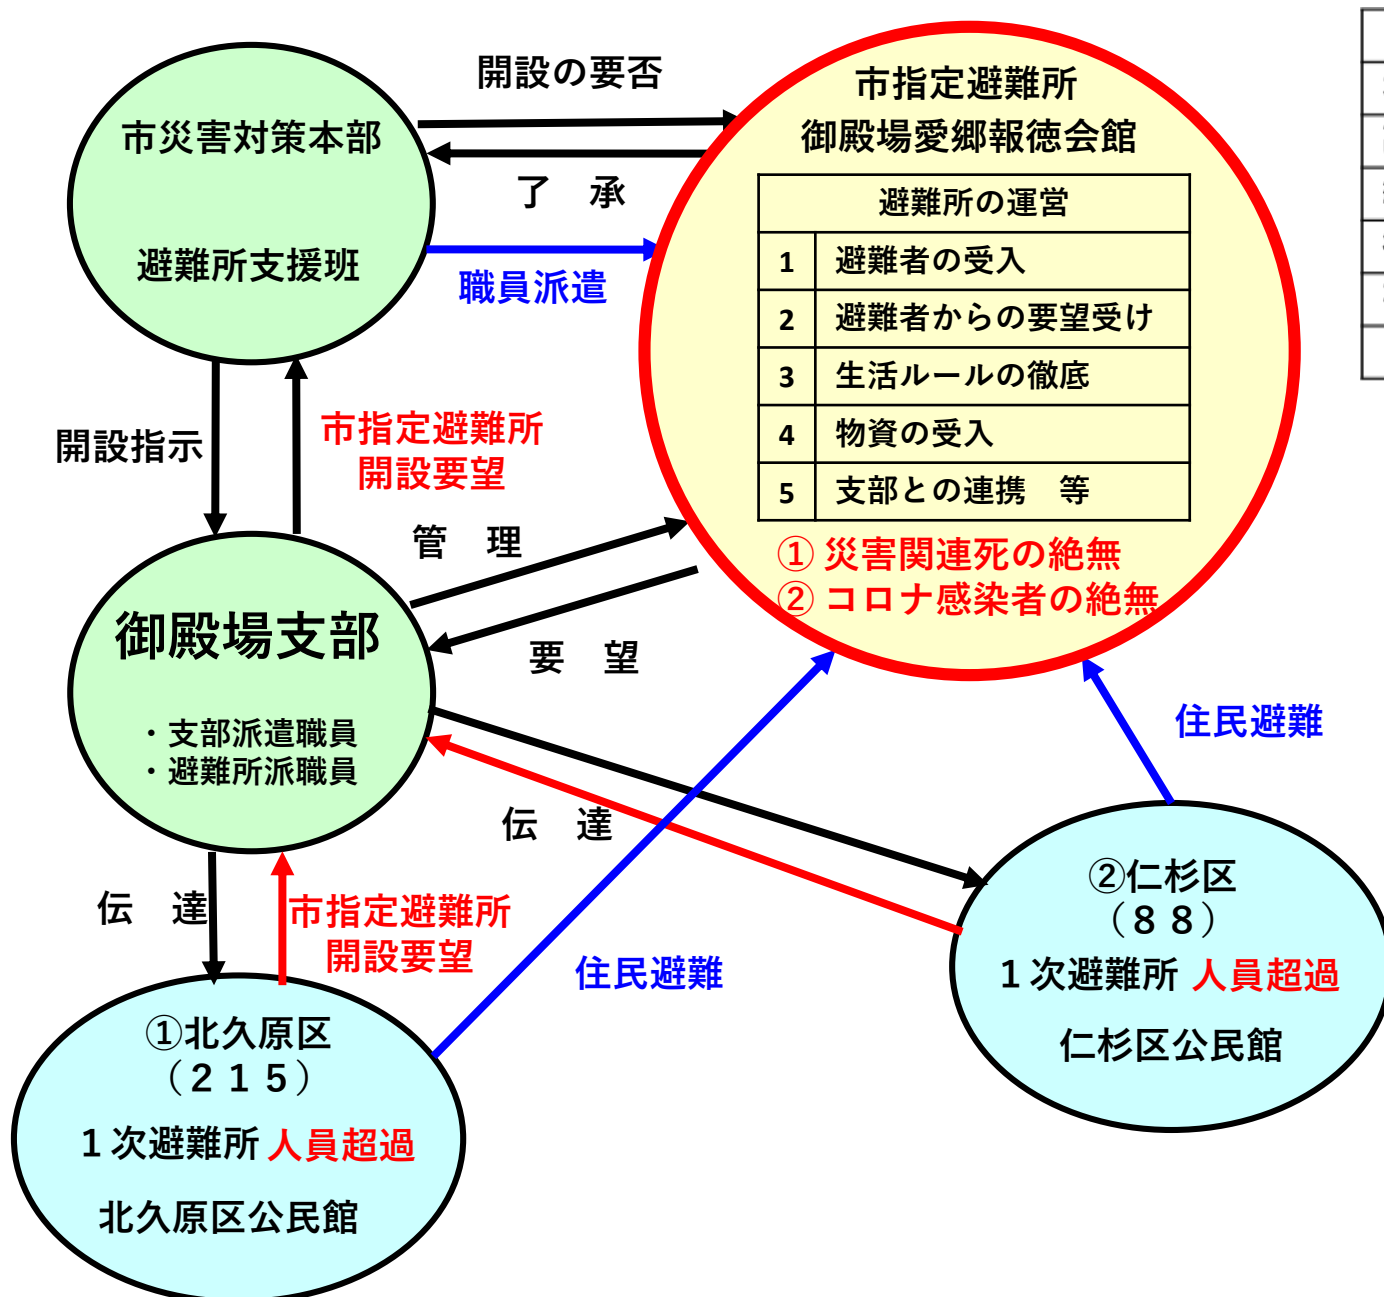 市災害対策本部
避難所支援班
開設の要否
了　承
職員派遣
市指定避難所
御殿場愛郷報徳会館
避難所の運営
1 避難者の受入
2 避難者からの要望受け
3 生活ルールの徹底
4 物資の受入
5 支部との連携　等
① 災害関連死の絶無
② コロナ感染者の絶無
開設指示
市指定避難所
開設要望
管　理
要　望
御殿場支部
・支部派遣職員
・避難所派職員
伝　達
伝　達
市指定避難所
開設要望
住民避難
住民避難
①北久原区
（２１５）
１次避難所 人員超過
北久原区公民館
②仁杉区
（８８）
１次避難所 人員超過
仁杉区公民館